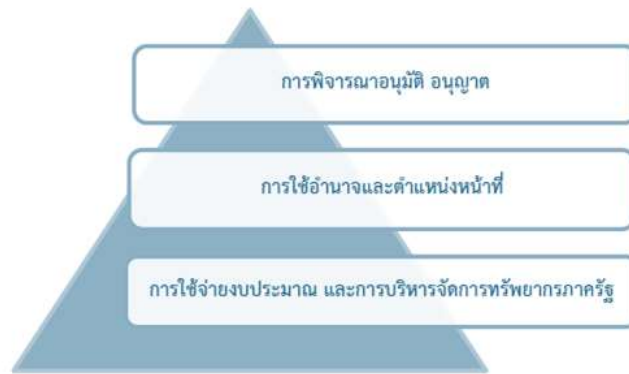 การพิจารณาอนุมัติ อนุญาต
การใช้อำนาจและตำแหน่งหน้าที่
การใช้จ่ายงบประมาณ และการบริหารจัดการทรัพยากรภาครัฐ